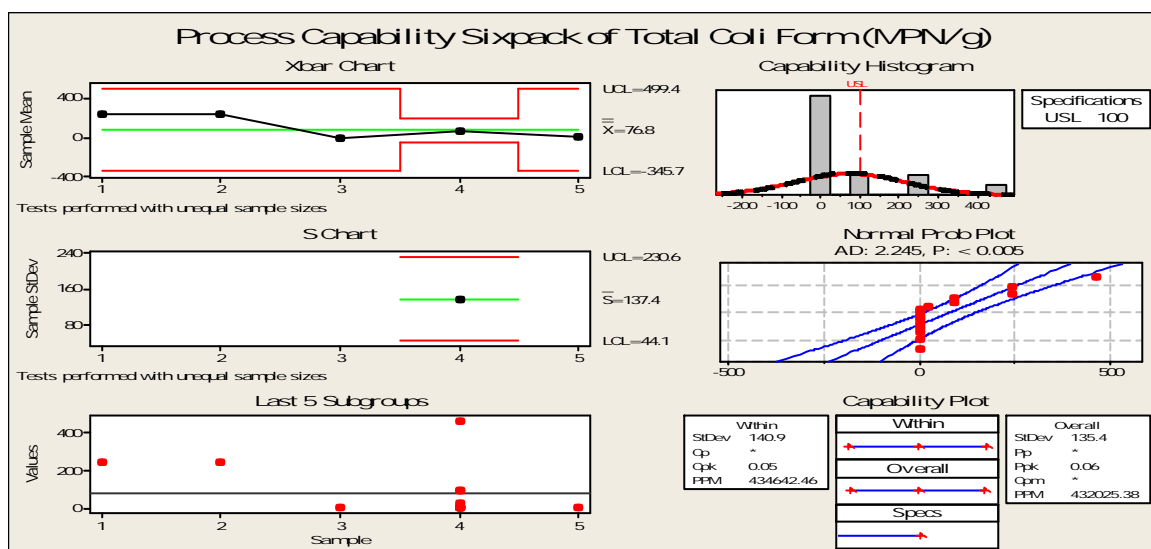 Process Capability Sixpack of Total Coli Form (MPN/g)
Xbar Chart
Sample Mean
400
0
-400
1 2 3 4 5
UCL=499.4
X=76.8
LCL=-345.7
Tests performed with unequal sample sizes
Capability Histogram
USL
-200 -100 0 100 200 300 400
Specifications
USL 100
S Chart
Sample StDev
240
160
80
1 2 3 4 5
UCL=230.6
S=137.4
LCL=44.1
Tests performed with unequal sample sizes
Normal Prob Plot
AD: 2.245, P: < 0.005
-500 0 500
Last 5 Subgroups
Values
400
200
0
1 2 3 4 5
Sample
Capability Plot
Within
StDev 140.9
Cp *
Cpk 0.05
PPM 434642.46
Within
Overall
Specs
Overall
StDev 135.4
Pp *
Ppk 0.06
Cpm *
PPM 432025.38